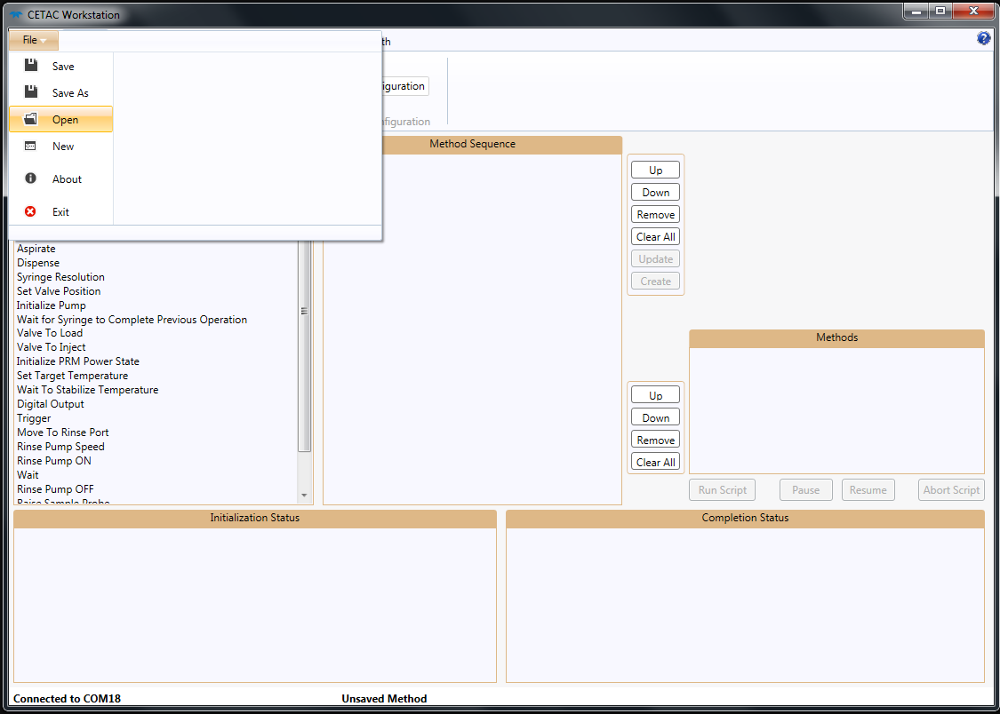 CETAC Workstation
File
th
Save
Save As
Open
New
About
Exit
iguration
figuration
Method Sequence
Up
Down
Remove
Clear All
Update
Create
Aspirate
Dispense
Syringe Resolution
Set Valve Position
Initialize Pump
Wait for Syringe to Complete Previous Operation
Valve To Load
Valve To Inject
Initialize PRM Power State
Set Target Temperature
Wait To Stabilize Temperature
Digital Output
Trigger
Move To Rinse Port
Rinse Pump Speed
Rinse Pump ON
Wait
Rinse Pump OFF
Raise Sample Probe
Up
Down
Remove
Clear All
Methods
Run Script
Pause
Resume
Abort Script
Initialization Status
Completion Status
Connected to COM18
Unsaved Method